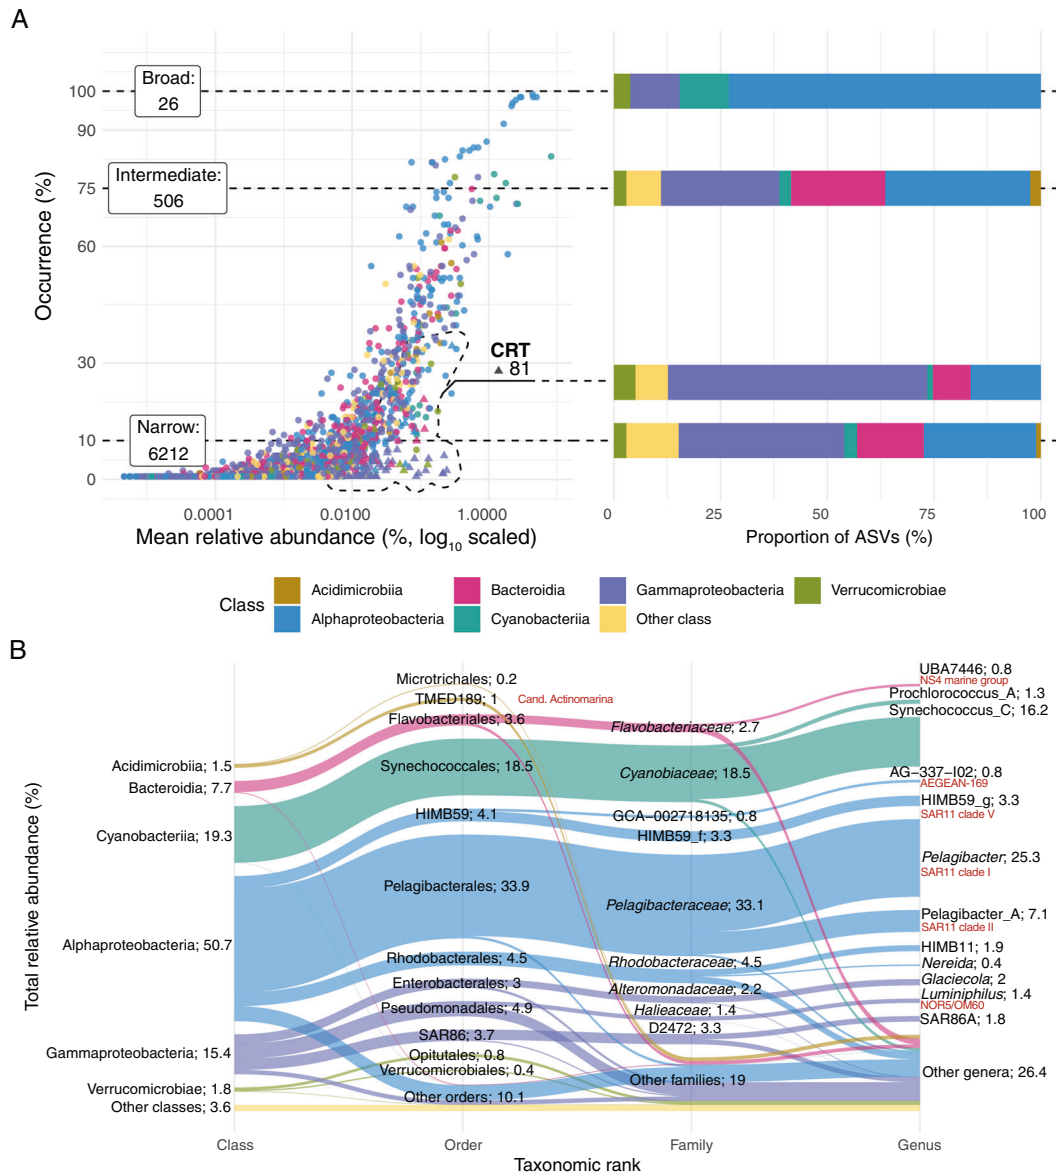 A
Occurrence (%)
100
90
75
60
30
10
0
Broad:
26
Intermediate:
506
Narrow:
6212
CRT
▲ 81
0.0001
0.0100
1.0000
Mean relative abundance (%, log10 scaled)
0
25
50
75
100
Proportion of ASVs (%)
Class
Acidimicrobiia
Bacteroidia
Gammaproteobacteria
Verrucomicrobiae
Alphaproteobacteria
Cyanobacteriia
Other class
B
Total relative abundance (%)
Acidimicrobiia; 1.5
Bacteroidia; 7.7
Cyanobacteriia; 19.3
Alphaproteobacteria; 50.7
Gammaproteobacteria; 15.4
Verrucomicrobiae; 1.8
Other classes; 3.6
Microtrichales; 0.2
TMED189; 1
Cand. Actinomarina
Flavobacteriales; 3.6
Synechococcales; 18.5
HIMB59; 4.1
Pelagibacterales; 33.9
Rhodobacterales; 4.5
Enterobacterales; 3
Pseudomonadales; 4.9
SAR86; 3.7
Opitutales; 0.8
Verrucomicrobiales; 0.4
Other orders; 10.1
Flavobacteriaceae; 2.7
Cyanobiaceae; 18.5
GCA−002718135; 0.8
HIMB59_f; 3.3
Pelagibacteraceae; 33.1
Rhodobacteraceae; 4.5
Alteromonadaceae; 2.2
Halieaceae; 1.4
D2472; 3.3
Other families; 19
UBA7446; 0.8
NS4 marine group
Prochlorococcus_A; 1.3
Synechococcus_C; 16.2
AG−337−I02; 0.8
AEGEAN-169
HIMB59_g; 3.3
SAR11 clade V
Pelagibacter; 25.3
SAR11 clade I
Pelagibacter_A; 7.1
SAR11 clade II
HIMB11; 1.9
Nereida; 0.4
Glaciecola; 2
Luminiphilus; 1.4
NOR5/OM60
SAR86A; 1.8
Other genera; 26.4
Class
Order
Family
Genus
Taxonomic rank